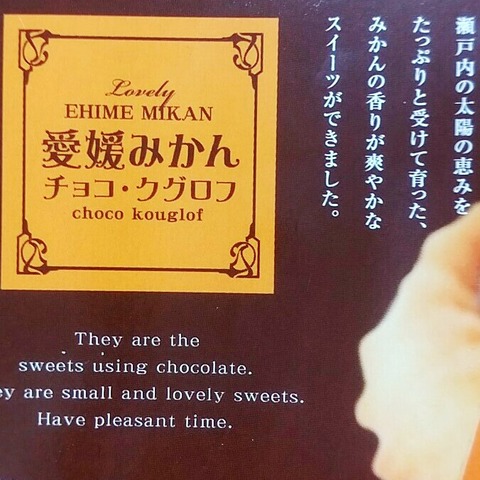 Lovely
EHIME MIKAN
愛媛みかん
チョコ・クグロフ
choco kouglof
瀬戸内の太陽の恵みを
たっぷりと受けて育った、
みかんの香りが爽やかな
スイーツができました。
They are the
sweets using chocolate.
ey are small and lovely sweets.
Have pleasant time.